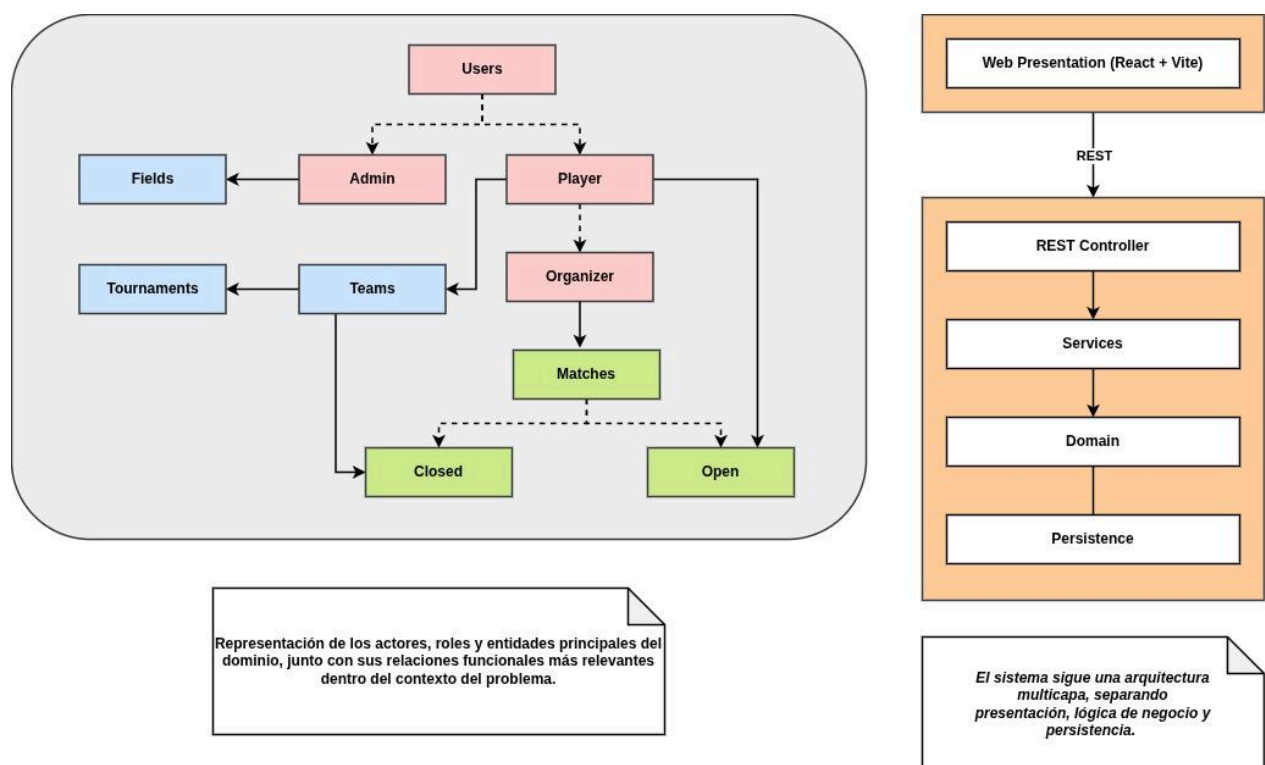 Users
Fields
Admin
Player
Tournaments
Teams
Organizer
Matches
Closed
Open
Representación de los actores, roles y entidades principales del
dominio, junto con sus relaciones funcionales más relevantes
dentro del contexto del problema.
Web Presentation (React + Vite)
REST
REST Controller
Services
Domain
Persistence
El sistema sigue una arquitectura
multicapa, separando
presentación, lógica de negocio y
persistencia.